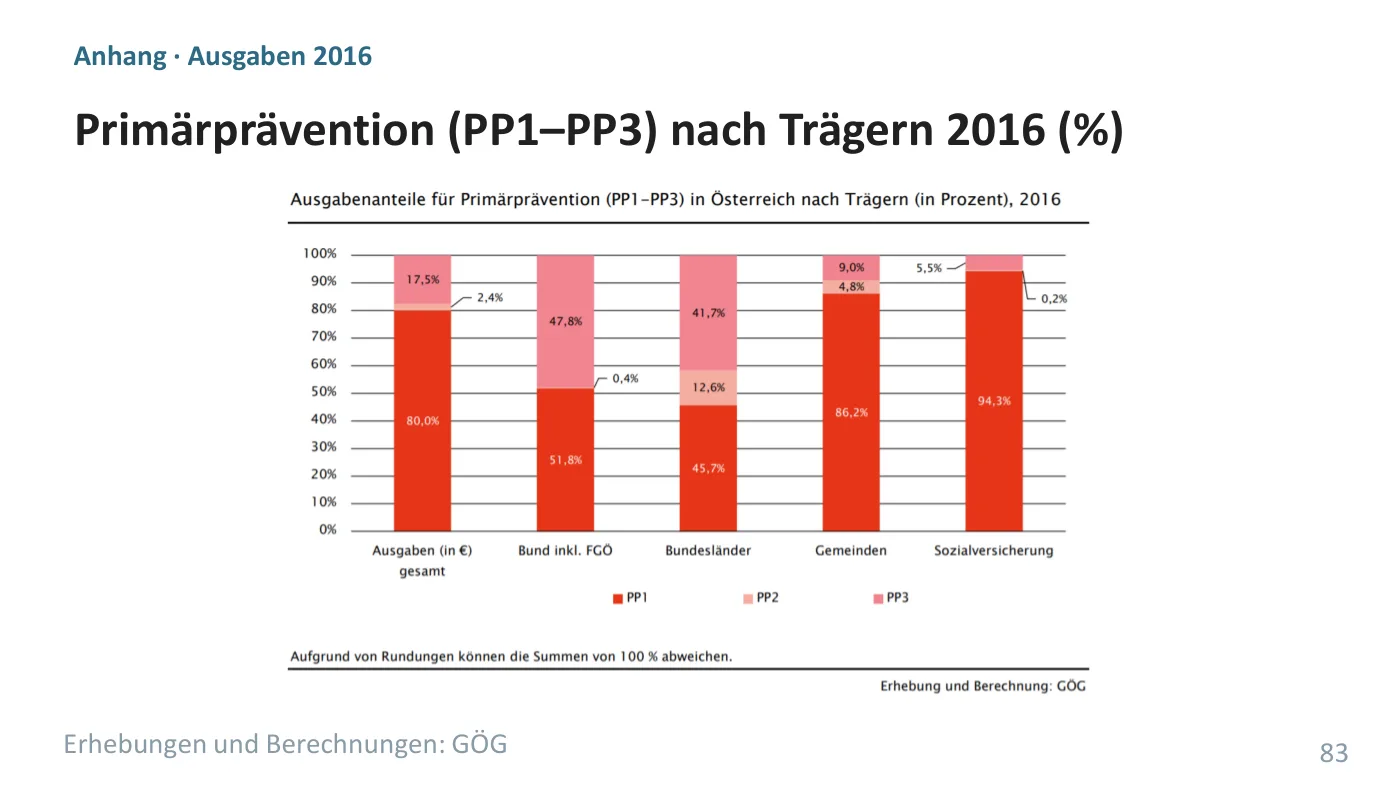 Anhang · Ausgaben 2016
Primärprävention (PP1–PP3) nach Trägern 2016 (%)
Ausgabenanteile für Primärprävention (PP1–PP3) in Österreich nach Trägern (in Prozent), 2016
100%
90%
80%
70%
60%
50%
40%
30%
20%
10%
0%
17,5%
2,4%
80,0%
47,8%
0,4%
51,8%
41,7%
12,6%
45,7%
9,0%
4,8%
86,2%
5,5%
0,2%
94,3%
Ausgaben (in €)
gesamt
Bund inkl. FGÖ
Bundesländer
Gemeinden
Sozialversicherung
PP1 PP2 PP3
Aufgrund von Rundungen können die Summen von 100 % abweichen.
Erhebung und Berechnung: GÖG
Erhebungen und Berechnungen: GÖG
83